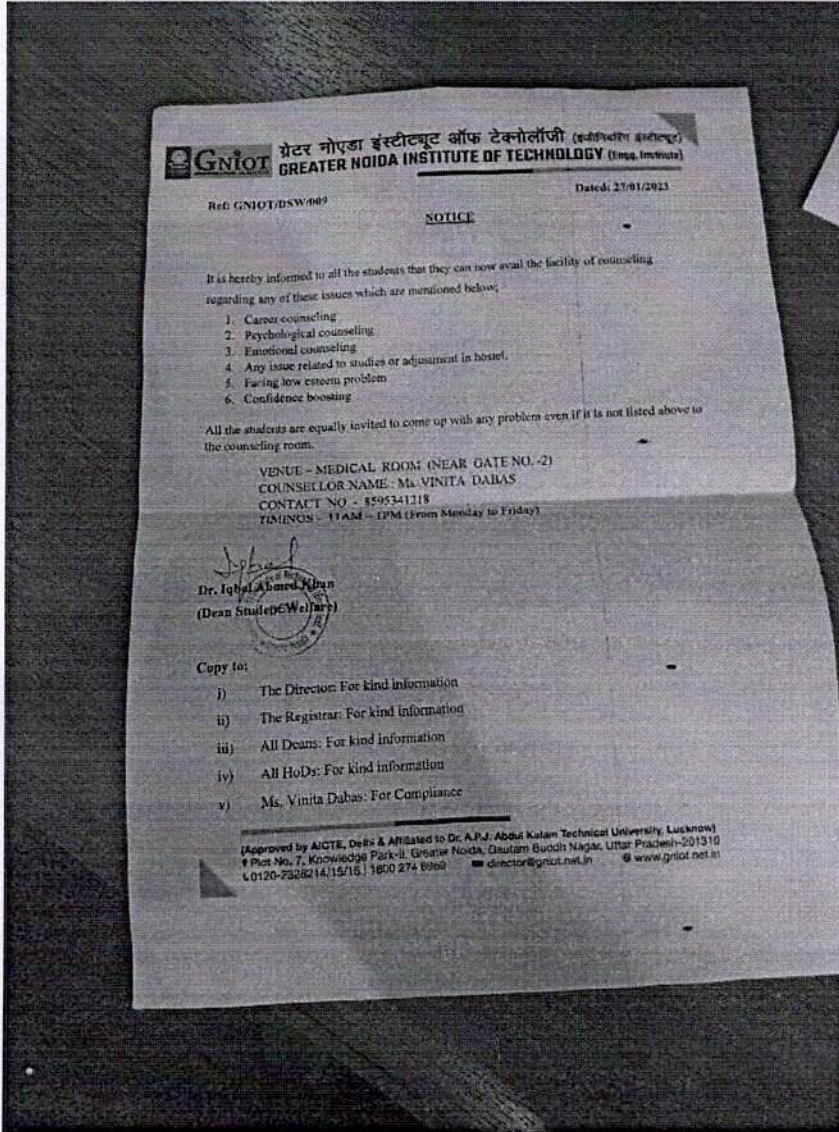 GNIOT
ग्रेटर नोएडा इंस्टीट्यूट ऑफ टेक्नोलॉजी (इंजीनियरिंग इंस्टीट्यूट)
GREATER NOIDA INSTITUTE OF TECHNOLOGY (Engg. Institute)
Ref: GNIOT/DSW/009
Dated: 27/01/2023
NOTICE
It is hereby informed to all the students that they can now avail the facility of counseling
regarding any of these issues which are mentioned below;
1. Career counseling
2. Psychological counseling
3. Emotional counseling
4. Any issue related to studies or adjustment in hostel.
5. Facing low esteem problem
6. Confidence boosting
All the students are equally invited to come up with any problem even if it is not listed above to
the counseling room.
VENUE – MEDICAL ROOM (NEAR GATE NO. -2)
COUNSELLOR NAME : Ms. VINITA DABAS
CONTACT NO - 8595341218
TIMINGS – 11AM – 1PM (From Monday to Friday)
Dr. Iqbal Ahmed Khan
(Dean Student Welfare)
Copy to:
i) The Director: For kind information
ii) The Registrar: For kind information
iii) All Deans: For kind information
iv) All HoDs: For kind information
v) Ms. Vinita Dabas: For Compliance
(Approved by AICTE, Delhi & Affiliated to Dr. A.P.J. Abdul Kalam Technical University, Lucknow)
Plot No. 7, Knowledge Park-II, Greater Noida, Gautam Buddh Nagar, Uttar Pradesh-201310
0120-2328214/15/16 | 1800 274 6969 director@gniot.net.in www.gniot.net.in